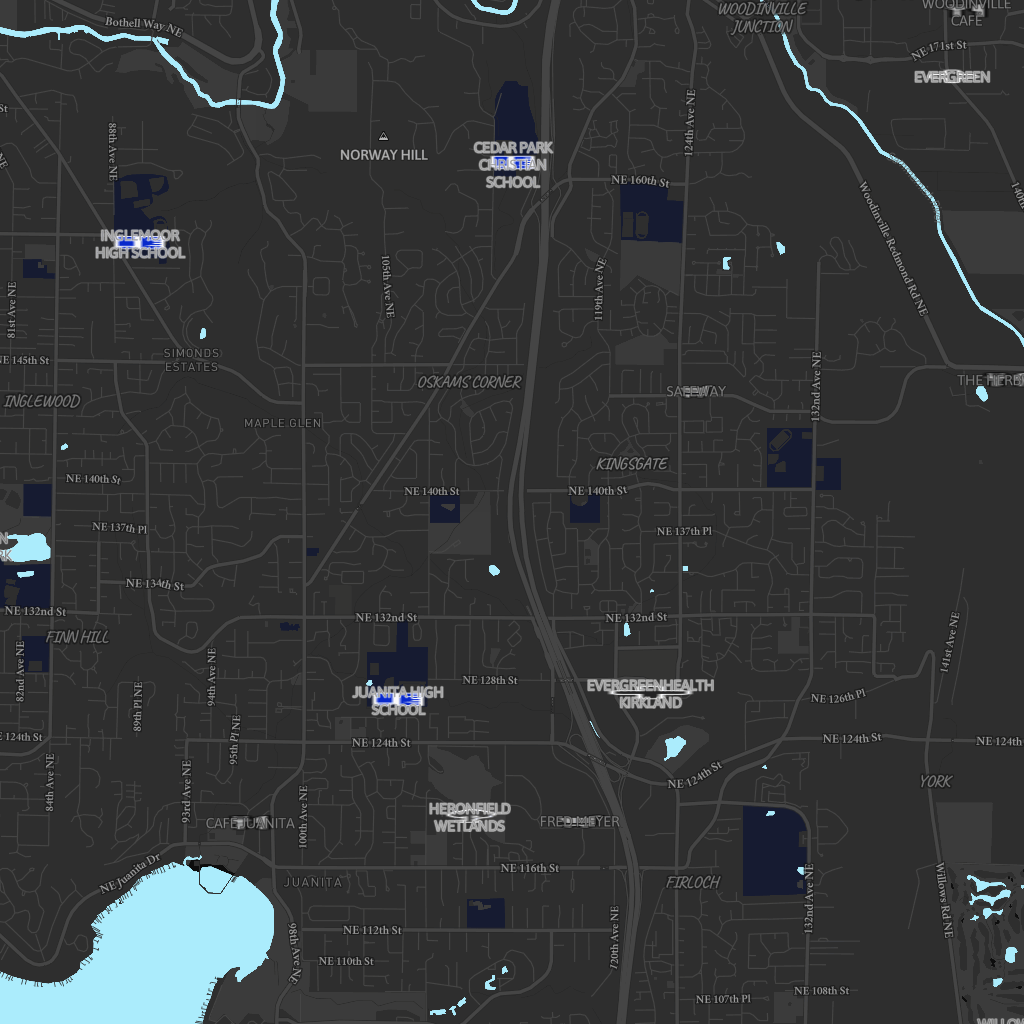 WOODINVILLE
CAFE
WOODINVILLE
JUNCTION
Bothell Way NE
NE 171st St
EVERGREEN
124th Ave NE
88th Ave NE
NORWAY HILL
CEDAR PARK
CHRISTIAN
SCHOOL
NE 160th St
Woodinville Redmond Rd NE
INGLEMOOR
HIGH SCHOOL
105th Ave NE
119th Ave NE
81st Ave NE
NE 145th St
SIMONDS
ESTATES
132nd Ave NE
OSKAMS CORNER
SAFEWAY
INGLEWOOD
MAPLE GLEN
KINGSGATE
NE 140th St
NE 140th St
NE 140th St
NE 137th Pl
NE 137th Pl
NE 134th St
NE 132nd St
NE 132nd St
NE 132nd St
FINN HILL
141st Ave NE
82nd Ave NE
94th Ave NE
NE 128th St
EVERGREENHEALTH
KIRKLAND
JUANITA HIGH
SCHOOL
NE 126th Pl
89th Pl NE
95th Pl NE
NE 124th St
NE 124th St
NE 124th St
NE 124th
84th Ave NE
93rd Ave NE
NE 124th St
YORK
100th Ave NE
HERONFIELD
WETLANDS
CAFE JUANITA
FRED MEYER
NE Juanita Dr
NE 116th St
JUANITA
FIRLOCH
132nd Ave NE
Willows Rd NE
NE 112th St
98th Ave NE
120th Ave NE
NE 110th St
NE 107th Pl
NE 108th St